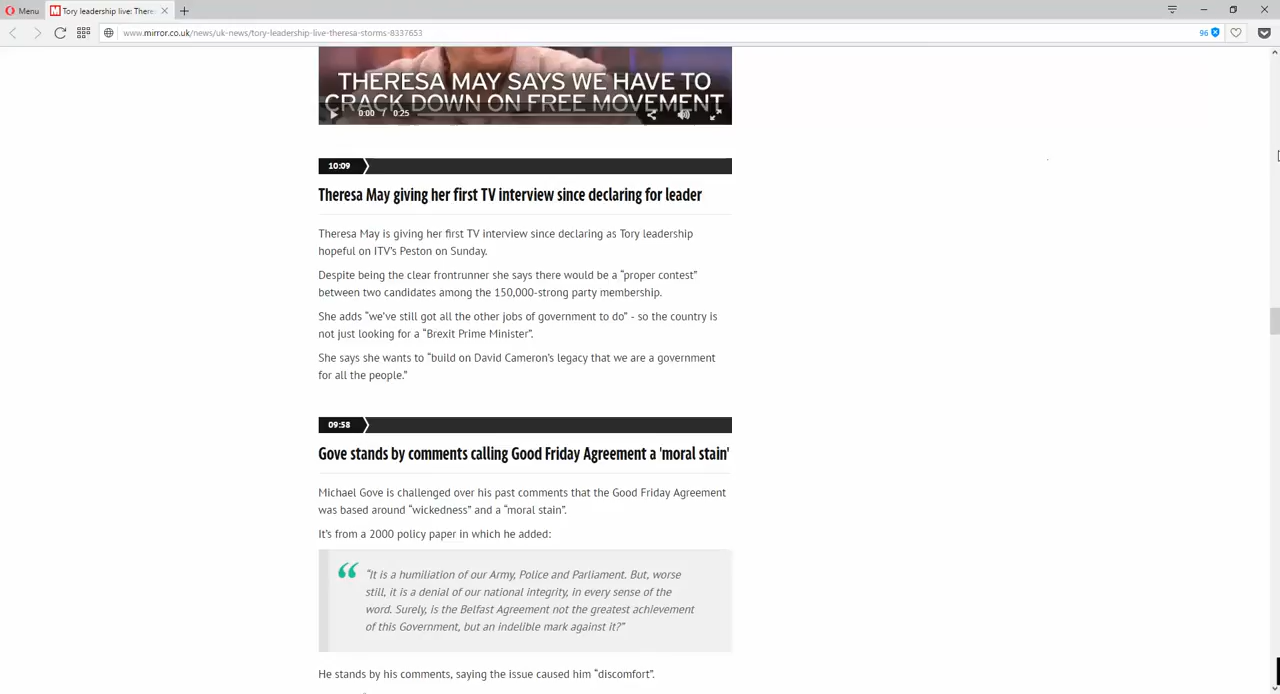 Menu
Tory leadership live: There:
www.mirror.co.uk/news/uk-news/tory-leadership-live-theresa-storms-8337653
96
THERESA MAY SAYS WE HAVE TO
CRACK DOWN ON FREE MOVEMENT
0:00 / 0:25
10:09
Theresa May giving her first TV interview since declaring for leader
Theresa May is giving her first TV interview since declaring as Tory leadership
hopeful on ITV's Peston on Sunday.
Despite being the clear frontrunner she says there would be a “proper contest”
between two candidates among the 150,000-strong party membership.
She adds “we’ve still got all the other jobs of government to do” - so the country is
not just looking for a “Brexit Prime Minister”.
She says she wants to “build on David Cameron’s legacy that we are a government
for all the people.”
09:58
Gove stands by comments calling Good Friday Agreement a 'moral stain'
Michael Gove is challenged over his past comments that the Good Friday Agreement
was based around “wickedness” and a “moral stain”.
It’s from a 2000 policy paper in which he added:
“It is a humiliation of our Army, Police and Parliament. But, worse
still, it is a denial of our national integrity, in every sense of the
word. Surely, is the Belfast Agreement not the greatest achievement
of this Government, but an indelible mark against it?”
He stands by his comments, saying the issue caused him “discomfort”.